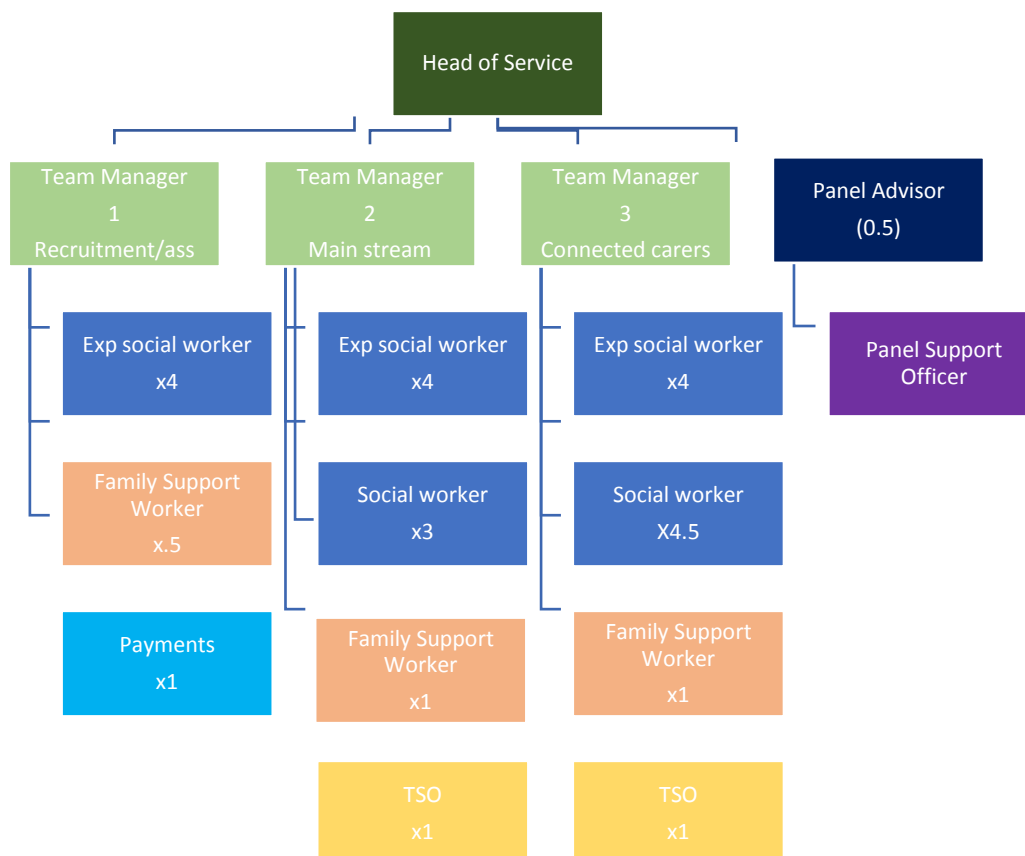 Head of Service
Team Manager
1
Recruitment/ass
Team Manager
2
Main stream
Team Manager
3
Connected carers
Panel Advisor
(0.5)
Exp social worker
x4
Exp social worker
x4
Exp social worker
x4
Panel Support
Officer
Family Support
Worker
x.5
Social worker
x3
Social worker
X4.5
Payments
x1
Family Support
Worker
x1
Family Support
Worker
x1
TSO
x1
TSO
x1